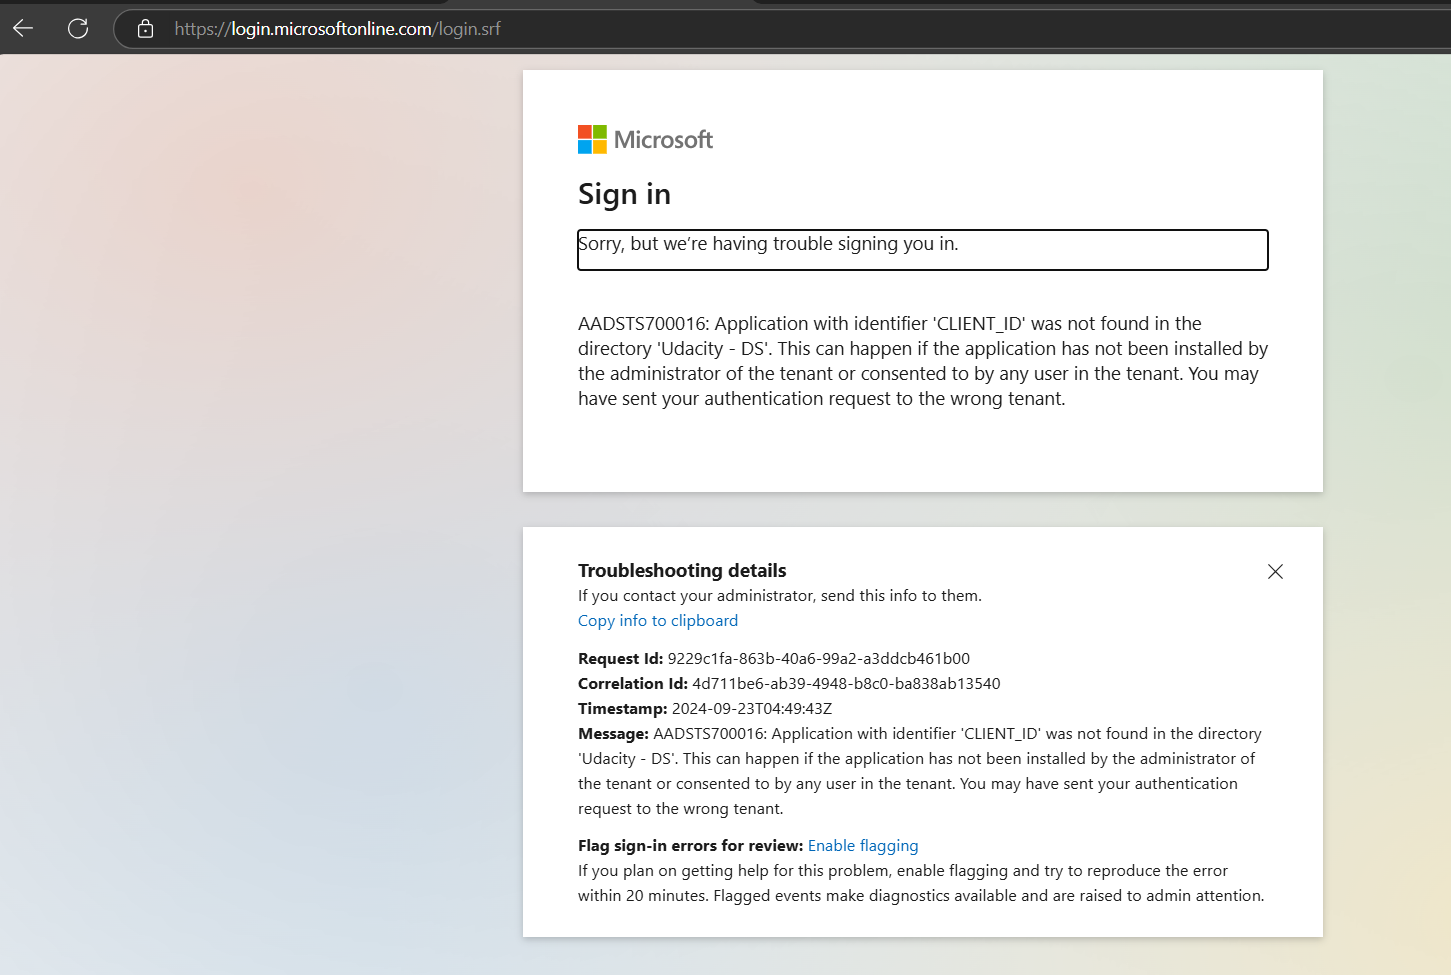 https://login.microsoftonline.com/login.srf
Microsoft
Sign in
Sorry, but we’re having trouble signing you in.
AADSTS700016: Application with identifier 'CLIENT_ID' was not found in the
directory 'Udacity - DS'. This can happen if the application has not been installed by
the administrator of the tenant or consented to by any user in the tenant. You may
have sent your authentication request to the wrong tenant.
Troubleshooting details
If you contact your administrator, send this info to them.
Copy info to clipboard
Request Id: 9229c1fa-863b-40a6-99a2-a3ddcb461b00
Correlation Id: 4d711be6-ab39-4948-b8c0-ba838ab13540
Timestamp: 2024-09-23T04:49:43Z
Message: AADSTS700016: Application with identifier 'CLIENT_ID' was not found in the directory
'Udacity - DS'. This can happen if the application has not been installed by the administrator of
the tenant or consented to by any user in the tenant. You may have sent your authentication
request to the wrong tenant.
Flag sign-in errors for review: Enable flagging
If you plan on getting help for this problem, enable flagging and try to reproduce the error
within 20 minutes. Flagged events make diagnostics available and are raised to admin attention.